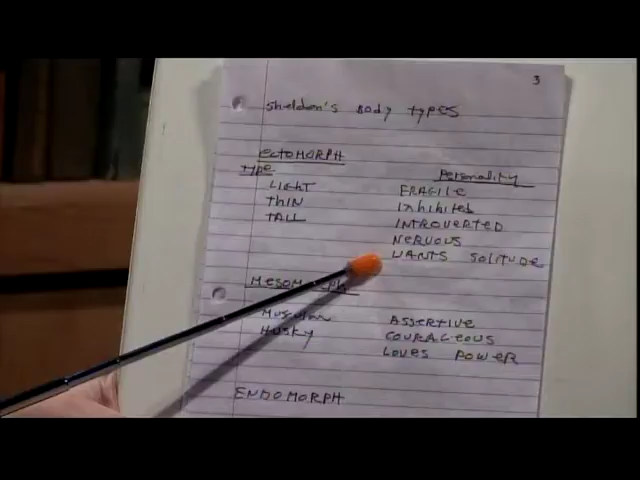 3
Sheldon's Body types
ECTOMORPH
Type Personality
LIGHT FRAGILE
THIN Inhibited
TALL INTROVERTED
NERVOUS
WANTS SOLITUDE
Muscular ASSERTIVE
HUSKY COURAGEOUS
LOVES POWER
ENDOMORPH